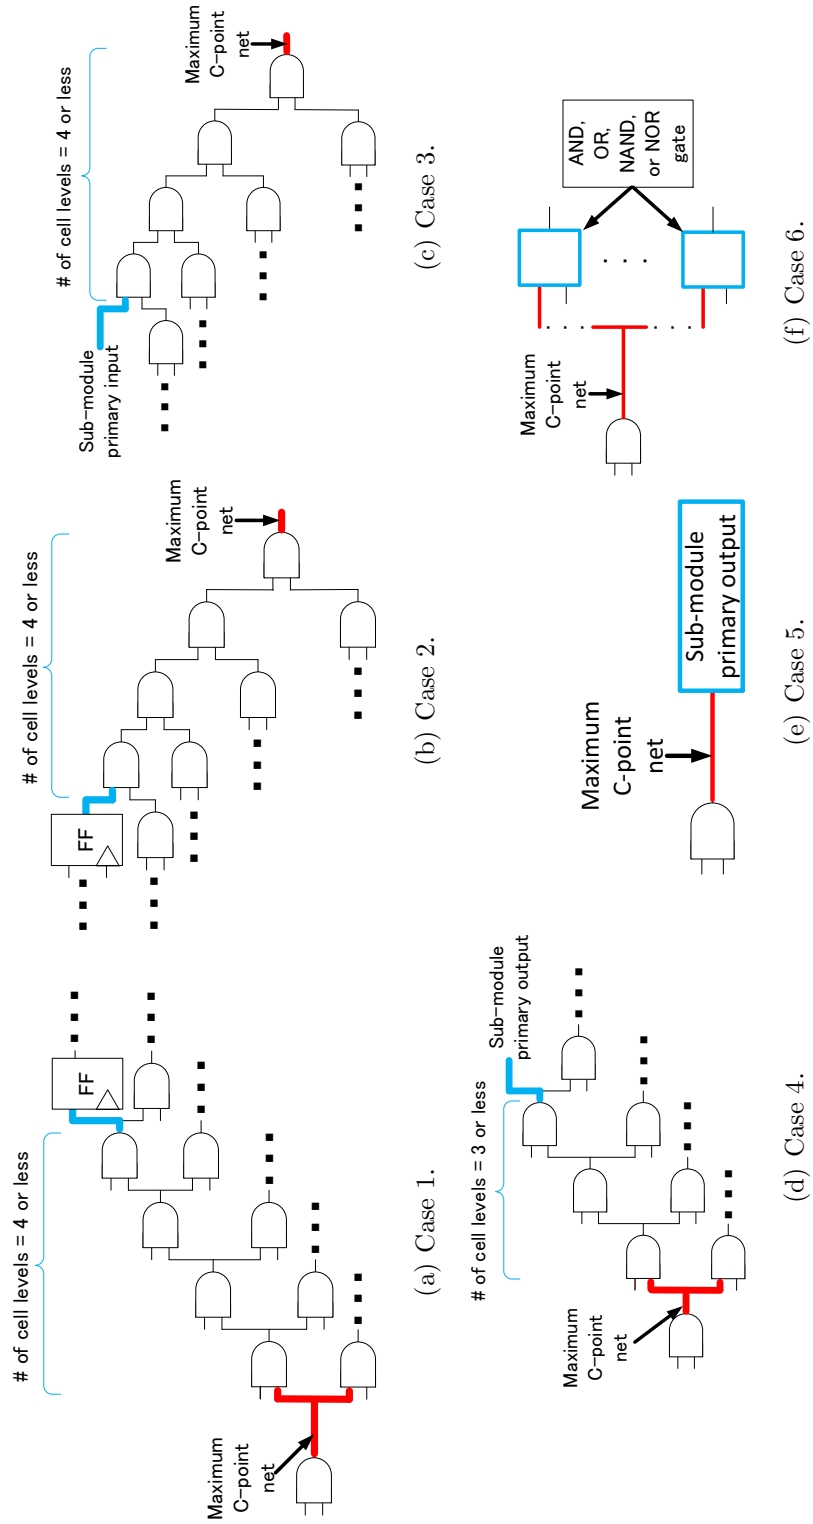 # of cell levels = 4 or less
FF
Maximum
C-point
net
(a) Case 1.
# of cell levels = 4 or less
FF
Maximum
C-point
net
(b) Case 2.
# of cell levels = 4 or less
Sub-module
primary input
Maximum
C-point
net
(c) Case 3.
# of cell levels = 3 or less
Sub-module
primary output
Maximum
C-point
net
(d) Case 4.
Maximum
C-point
net
Sub-module
primary output
(e) Case 5.
Maximum
C-point
net
AND,
OR,
NAND,
or NOR
gate
(f) Case 6.